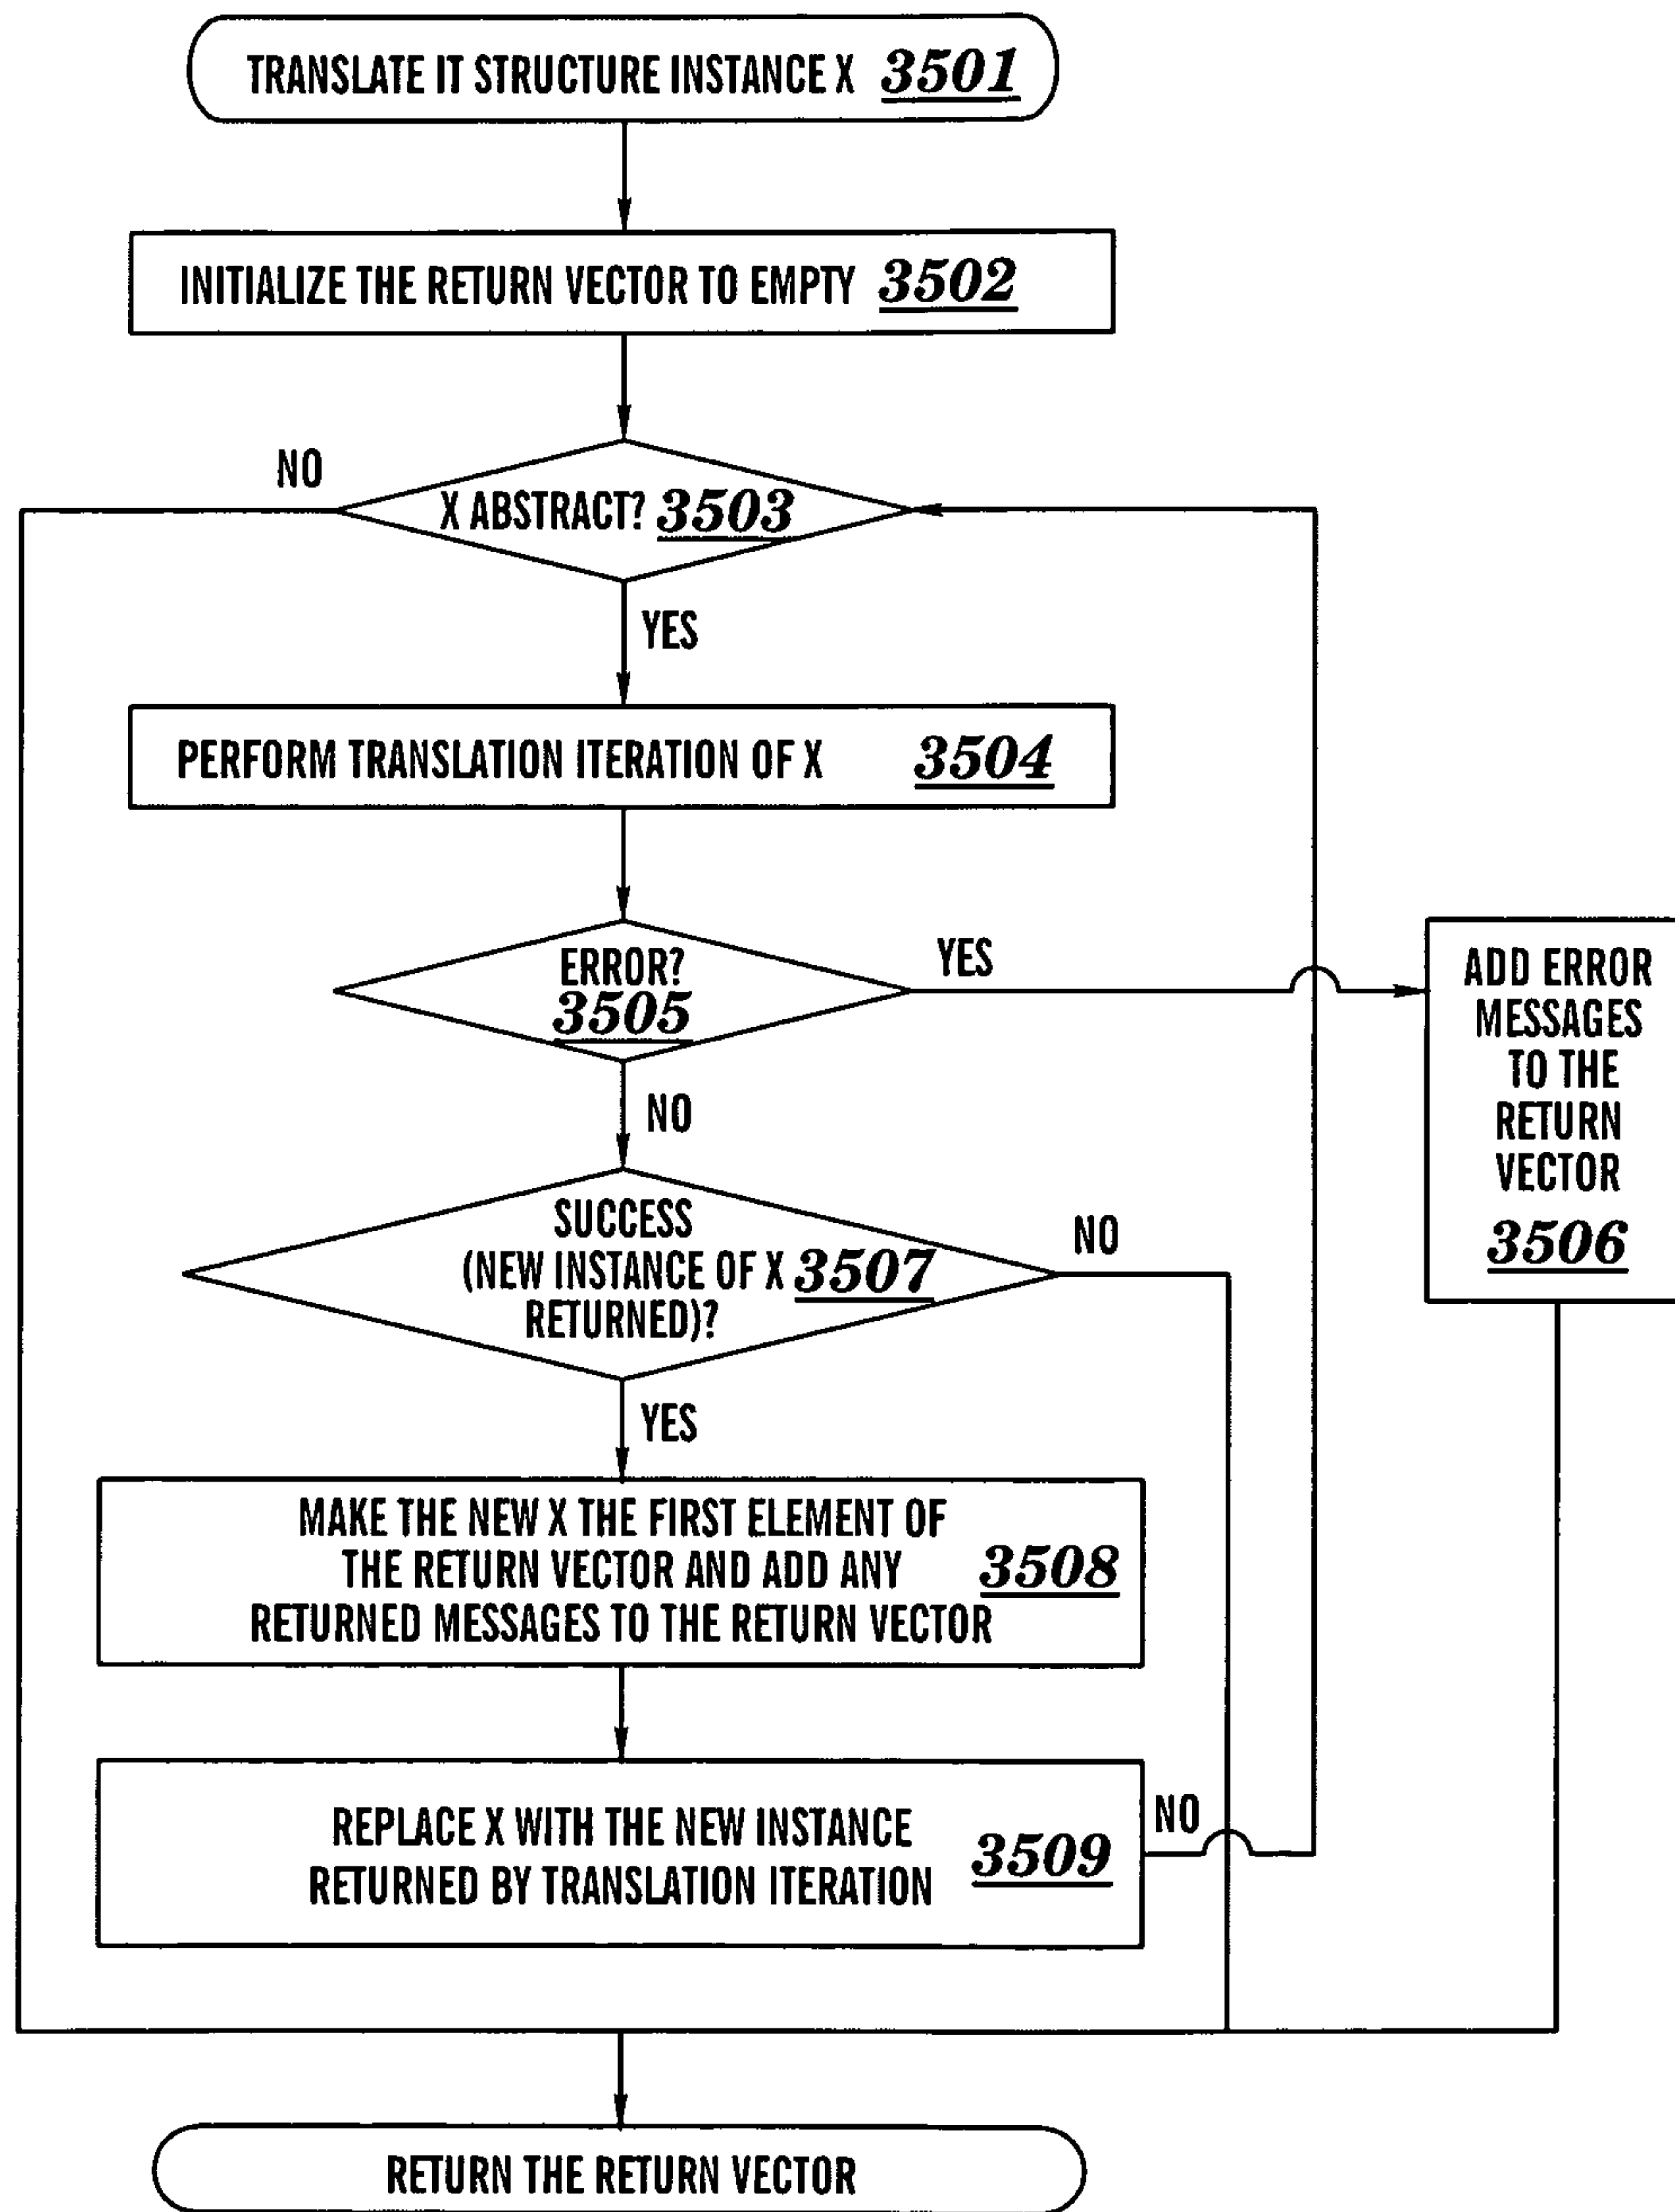 TRANSLATE IT STRUCTURE INSTANCE X 3501
INITIALIZE THE RETURN VECTOR TO EMPTY 3502
NO
X ABSTRACT? 3503
YES
PERFORM TRANSLATION ITERATION OF X 3504
ERROR?
3505
YES
ADD ERROR
MESSAGES
TO THE
RETURN
VECTOR
3506
NO
SUCCESS
(NEW INSTANCE OF X 3507
RETURNED)?
NO
YES
MAKE THE NEW X THE FIRST ELEMENT OF
THE RETURN VECTOR AND ADD ANY 3508
RETURNED MESSAGES TO THE RETURN VECTOR
REPLACE X WITH THE NEW INSTANCE
RETURNED BY TRANSLATION ITERATION 3509
NO
RETURN THE RETURN VECTOR